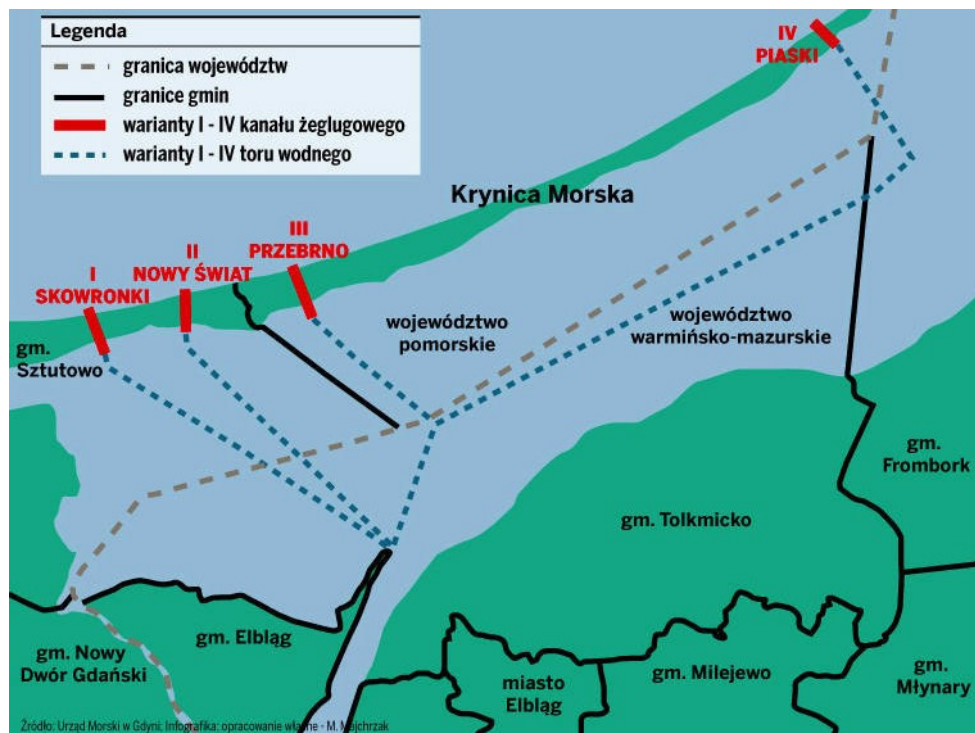 Legenda
granica województw
granice gmin
warianty I - IV kanału żeglugowego
warianty I - IV toru wodnego
IV
PIASKI
Krynica Morska
III
PRZEBRNO
II
NOWY ŚWIAT
I
SKOWRONKI
gm.
Sztutowo
województwo
pomorskie
województwo
warmińsko-mazurskie
gm.
Frombork
gm. Tolkmicko
gm. Elbląg
gm. Nowy
Dwór Gdański
miasto
Elbląg
gm. Milejewo
gm.
Młynary
Źródło: Urząd Morski w Gdyni; Infografika: opracowanie własne - M. Majchrzak